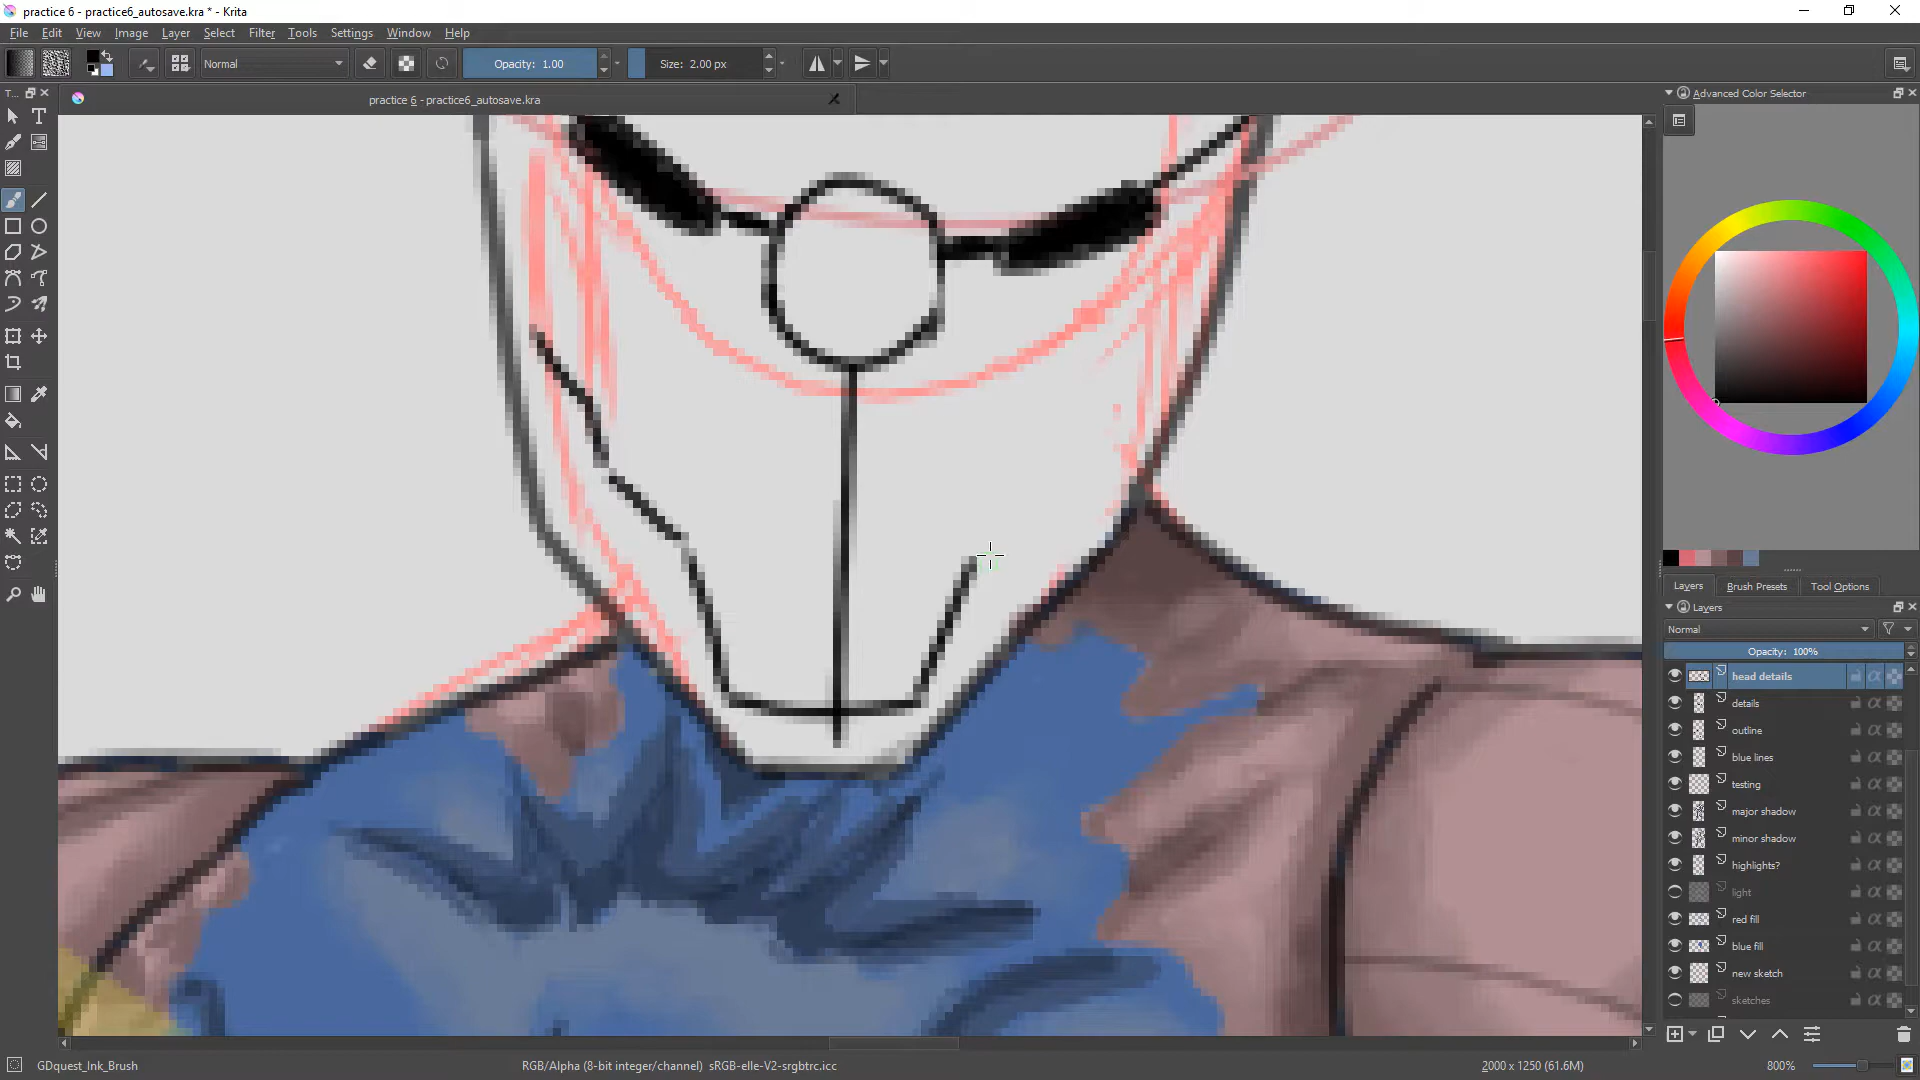 practice 6 - practice6_autosave.kra * - Krita
File Edit View Image Layer Select Filter Tools Settings Window Help
Normal Opacity: 1.00 Size: 2.00 px
T... practice 6 - practice6_autosave.kra Advanced Color Selector
Layers Brush Presets Tool Options
Layers
Normal
Opacity: 100%
head details
details
outline
blue lines
testing
major shadow
minor shadow
highlights?
light
red fill
blue fill
new sketch
sketches
GDquest_Ink_Brush RGB/Alpha (8-bit integer/channel) sRGB-elle-V2-srgbtrc.icc 2000 x 1250 (61.6M) 800%